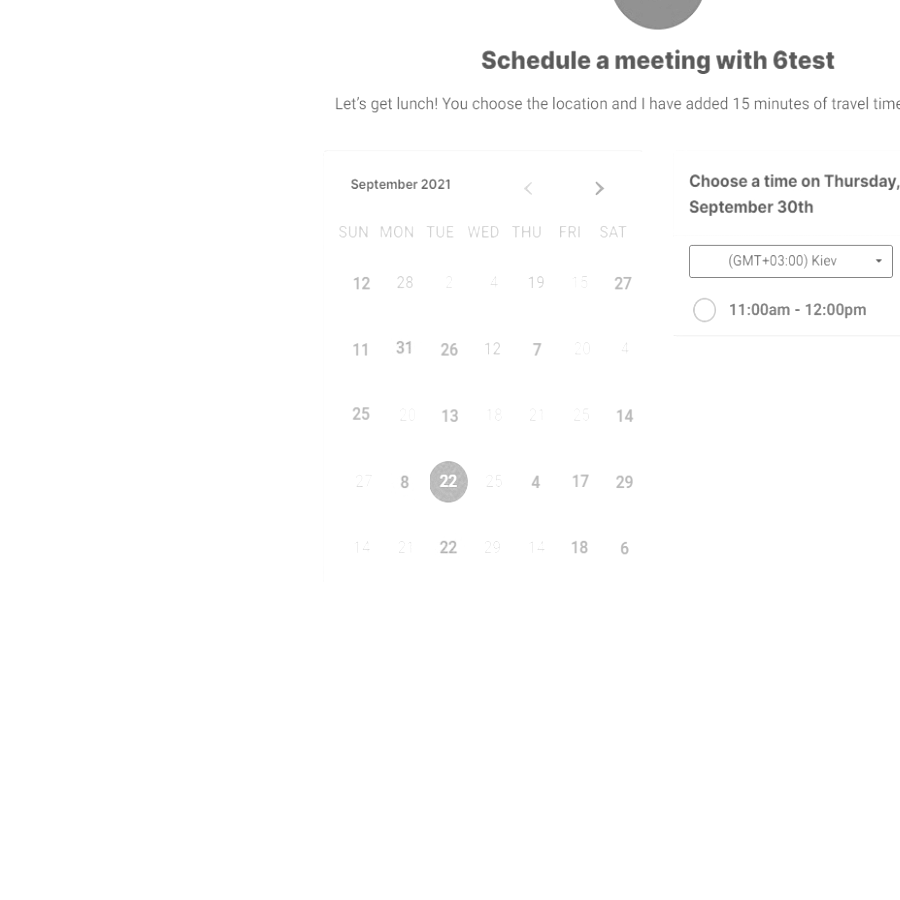 Schedule a meeting with 6test
Let's get lunch! You choose the location and I have added 15 minutes of travel time
September 2021
SUN MON TUE WED THU FRI SAT
12 28 2 4 19 15 27
11 31 26 12 7 20 4
25 20 13 18 21 25 14
27 8 22 25 4 17 29
14 21 22 29 14 18 6
Choose a time on Thursday,
September 30th
(GMT+03:00) Kiev
11:00am - 12:00pm